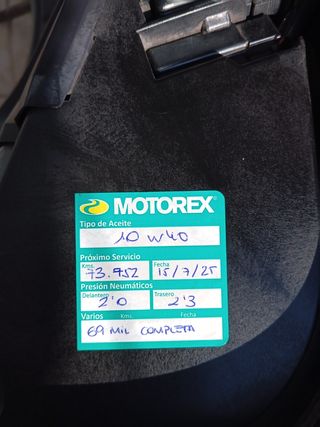 MOTOREX
Tipo de Aceite
10 W40
Próximo Servicio
Kms. Fecha
73.952 15/7/25
Presión Neumáticos
Delantero Trasero
2'0 2'3
Varios Kms. Fecha
69 MIL COMPLETA